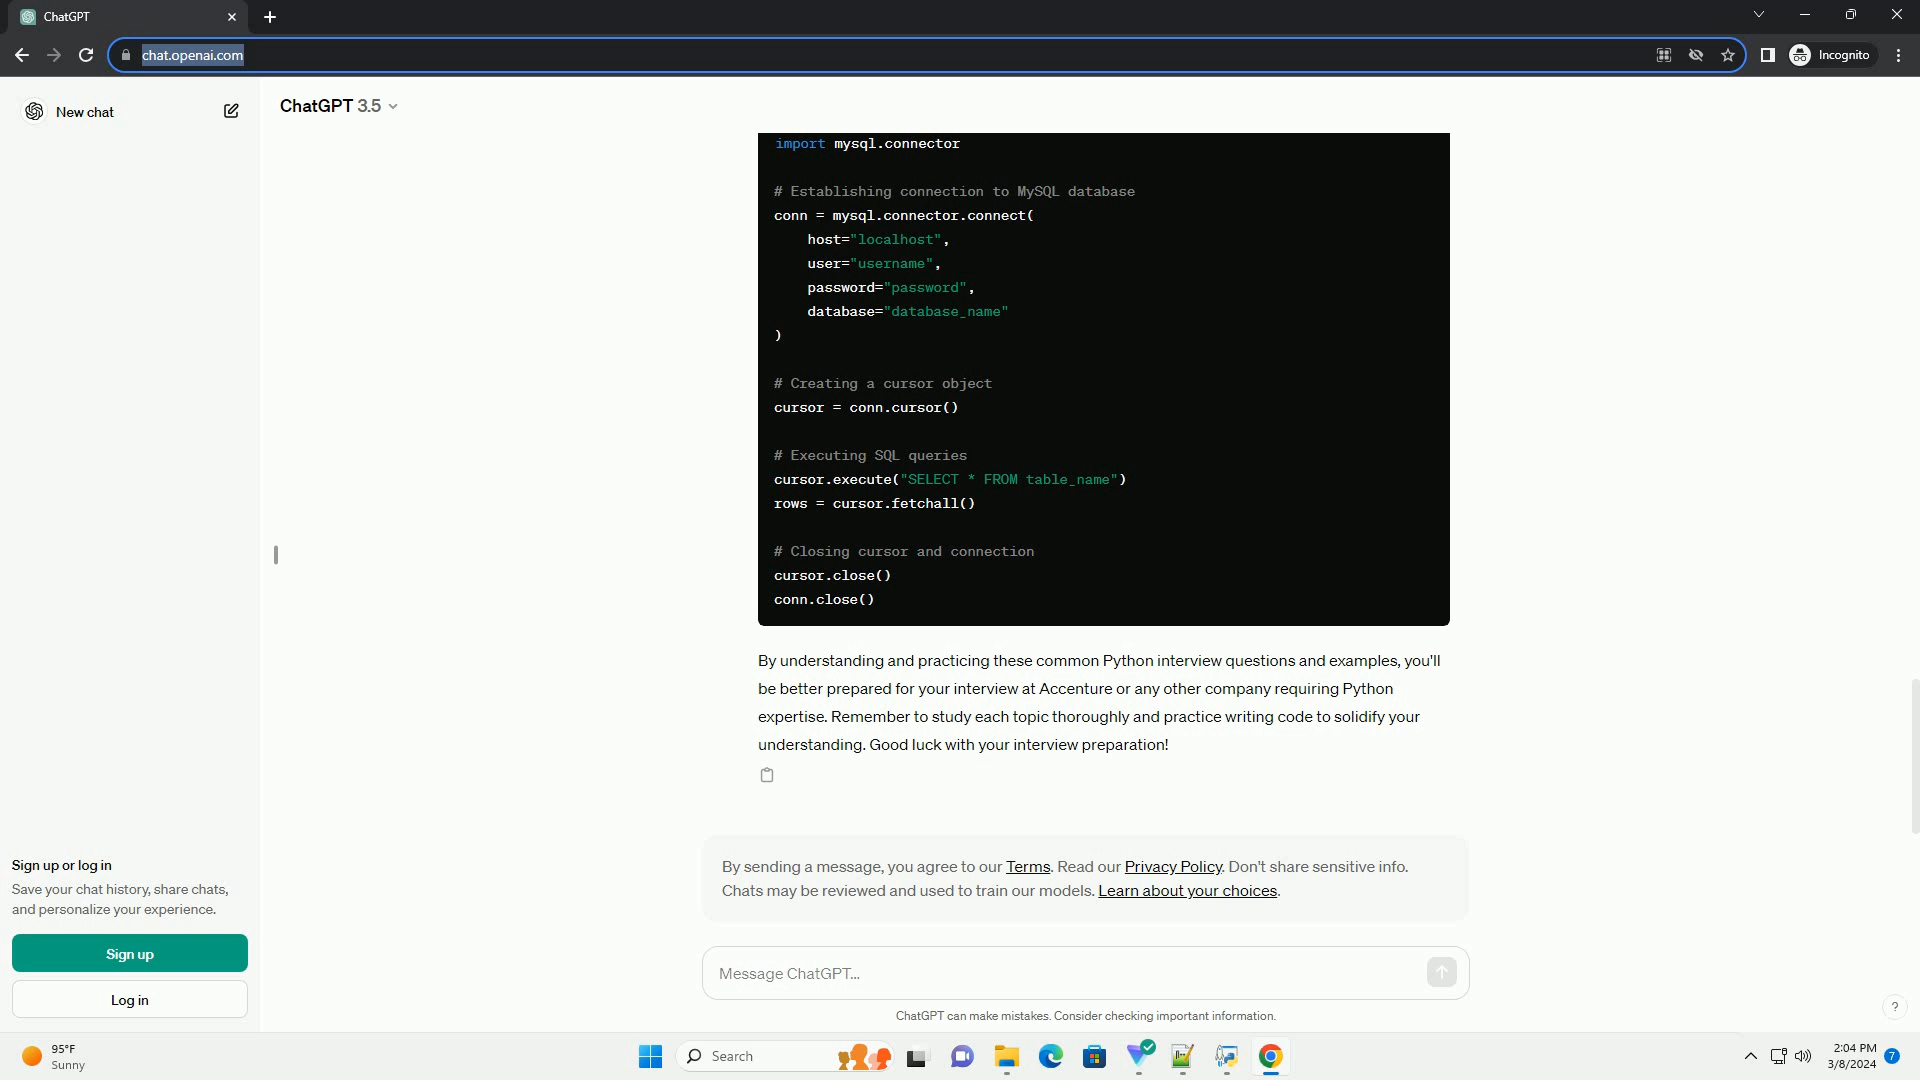 ChatGPT
chat.openai.com
Incognito
New chat
ChatGPT 3.5
import mysql.connector
# Establishing connection to MySQL database
conn = mysql.connector.connect(
host="localhost",
user="username",
password="password",
database="database_name"
)
# Creating a cursor object
cursor = conn.cursor()
# Executing SQL queries
cursor.execute("SELECT * FROM table_name")
rows = cursor.fetchall()
# Closing cursor and connection
cursor.close()
conn.close()
By understanding and practicing these common Python interview questions and examples, you'll
be better prepared for your interview at Accenture or any other company requiring Python
expertise. Remember to study each topic thoroughly and practice writing code to solidify your
understanding. Good luck with your interview preparation!
Sign up or log in
Save your chat history, share chats,
and personalize your experience.
Sign up
Log in
By sending a message, you agree to our Terms. Read our Privacy Policy. Don't share sensitive info.
Chats may be reviewed and used to train our models. Learn about your choices.
Message ChatGPT...
ChatGPT can make mistakes. Consider checking important information.
?
95°F
Sunny
Search
2:04 PM
3/8/2024
7